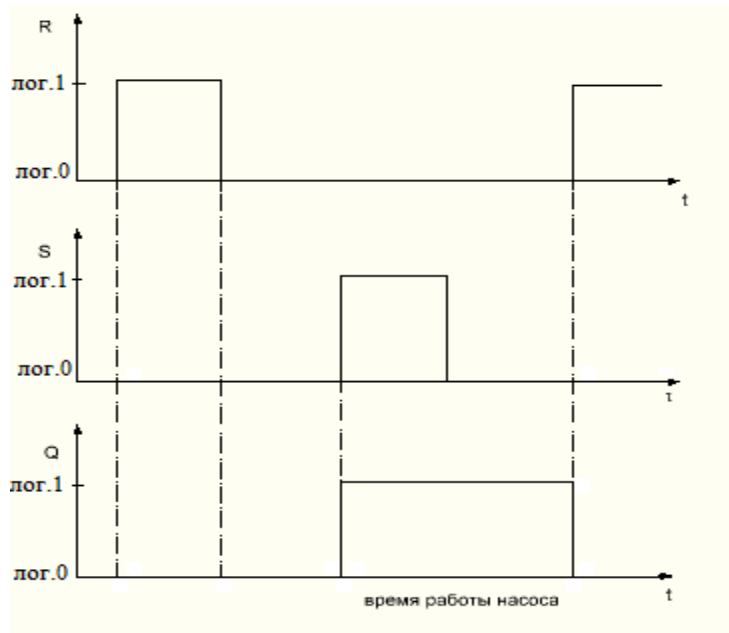 R
лог.1
лог.0
t
S
лог.1
лог.0
τ
Q
лог.1
лог.0
t
время работы насоса